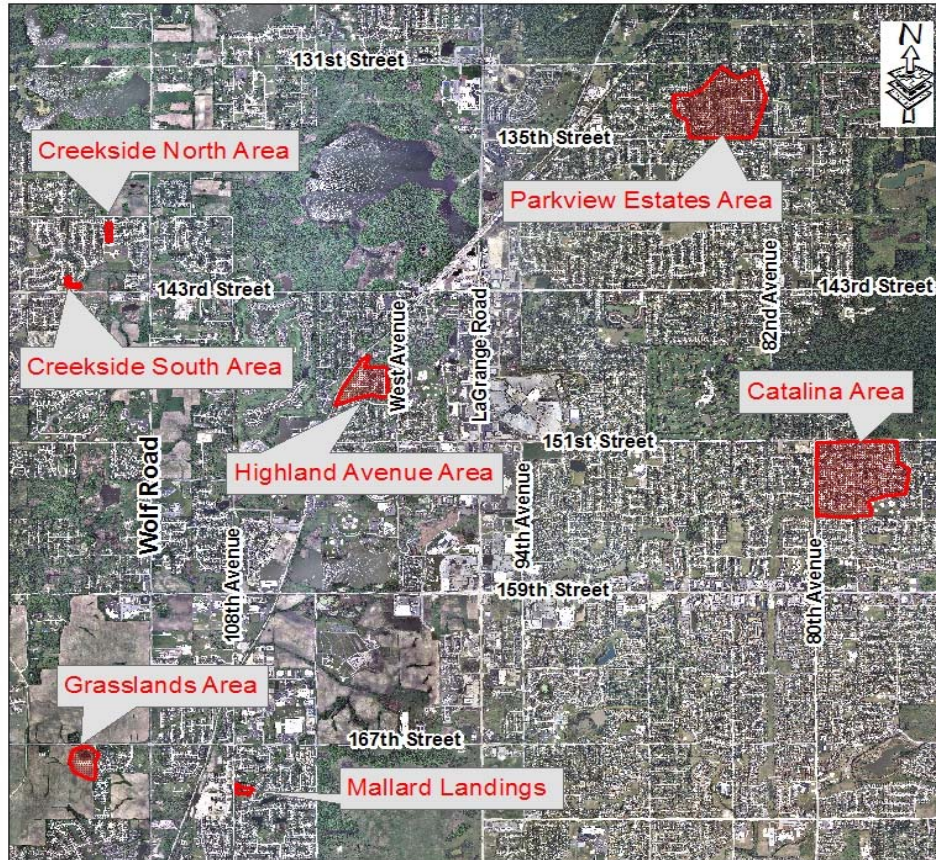 131st Street
N
135th Street
Creekside North Area
Parkview Estates Area
82nd Avenue
143rd Street
143rd Street
Creekside South Area
West Avenue
LaGrange Road
Catalina Area
151st Street
Highland Avenue Area
Wolf Road
94th Avenue
108th Avenue
159th Street
80th Avenue
Grasslands Area
167th Street
Mallard Landings